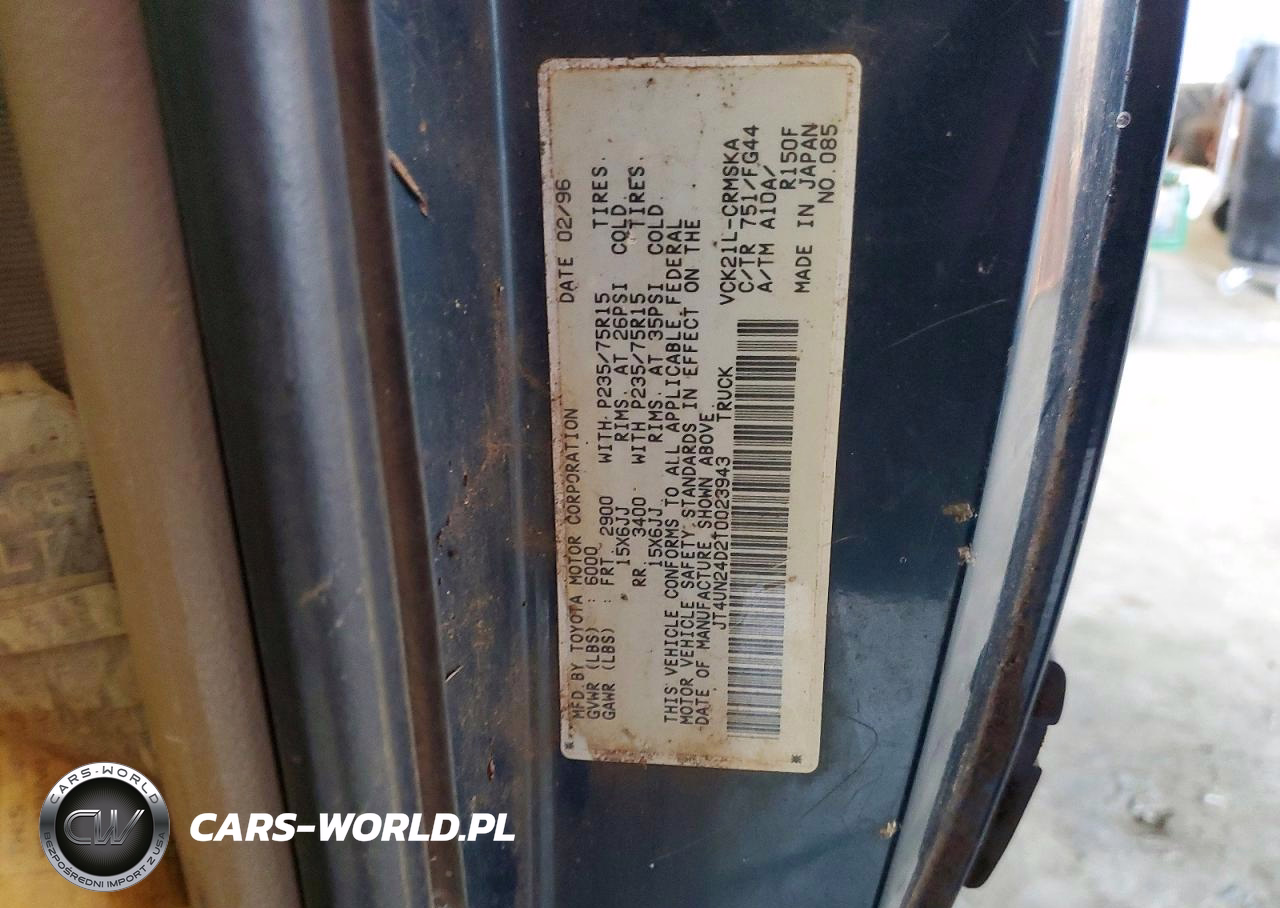 DATE 02/96
MFD.BY TOYOTA MOTOR CORPORATION
GVWR (LBS) : 6000
GAWR (LBS) : FRT. 2900 WITH P235/75R15 TIRES.
15X6JJ RIMS. AT 26PSI COLD.
RR. 3400 WITH P235/75R15 TIRES.
15X6JJ RIMS. AT 35PSI COLD.
THIS VEHICLE CONFORMS TO ALL APPLICABLE FEDERAL
MOTOR VEHICLE SAFETY STANDARDS IN EFFECT ON THE
DATE OF MANUFACTURE SHOWN ABOVE.
JT4UN24D2T0023943 TRUCK
VCK21L-CRMSKA
C/TR 751/FG44
A/TM A10A/
R150F
MADE IN JAPAN
NO.085
CARS-WORLD
CW
BEZPOŚREDNI IMPORT Z USA
CARS-WORLD.PL